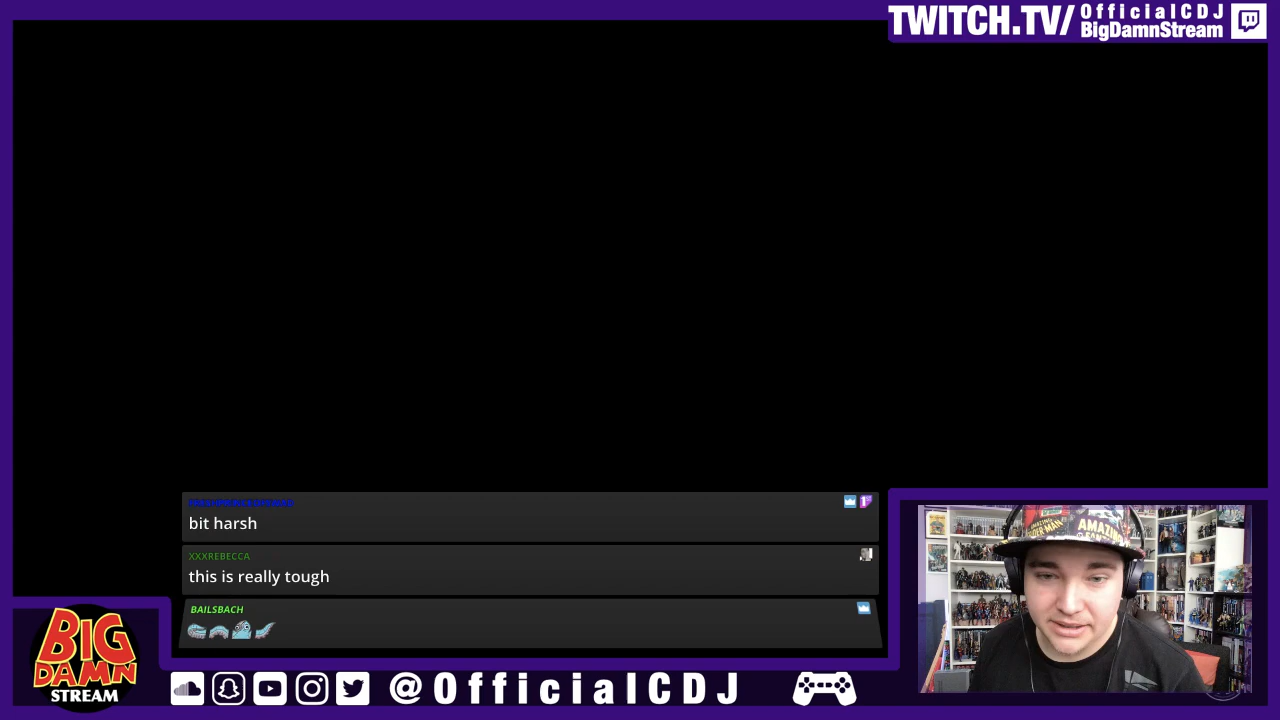 TWITCH.TV/
OfficialCDJ
BigDamnStream
bit harsh
XXXREBECCA
this is really tough
BAILSBACH
BIG
DAMN
STREAM
@OfficialCDJ
AMAZING